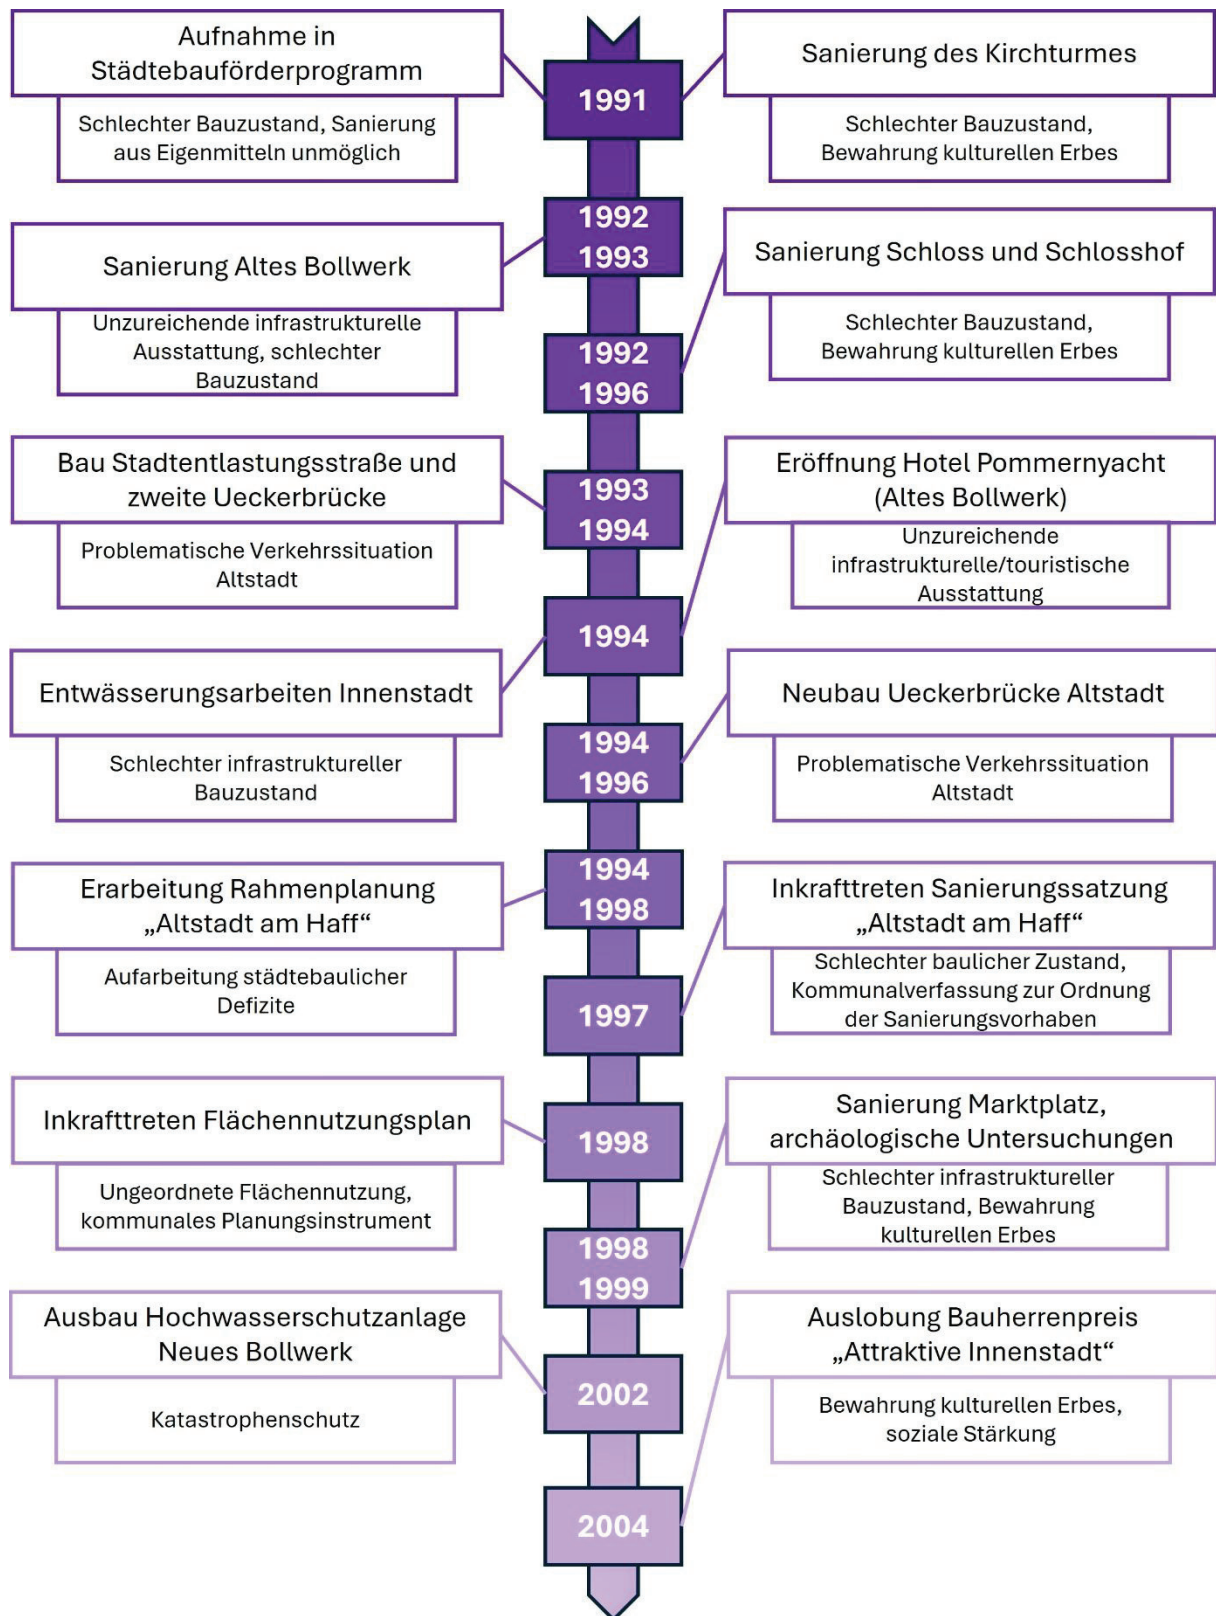 Aufnahme in
Städtebauförderprogramm
Schlechter Bauzustand, Sanierung
aus Eigenmitteln unmöglich
1991
Sanierung des Kirchturmes
Schlechter Bauzustand,
Bewahrung kulturellen Erbes
1992
1993
Sanierung Altes Bollwerk
Unzureichende infrastrukturelle
Ausstattung, schlechter
Bauzustand
Sanierung Schloss und Schlosshof
Schlechter Bauzustand,
Bewahrung kulturellen Erbes
1992
1996
Bau Stadtentlastungsstraße und
zweite Ueckerbrücke
Problematische Verkehrssituation
Altstadt
1993
1994
Eröffnung Hotel Pommernyacht
(Altes Bollwerk)
Unzureichende
infrastrukturelle/touristische
Ausstattung
1994
Entwässerungsarbeiten Innenstadt
Schlechter infrastruktureller
Bauzustand
Neubau Ueckerbrücke Altstadt
Problematische Verkehrssituation
Altstadt
1994
1996
Erarbeitung Rahmenplanung
„Altstadt am Haff“
Aufarbeitung städtebaulicher
Defizite
1994
1998
Inkrafttreten Sanierungssatzung
„Altstadt am Haff“
Schlechter baulicher Zustand,
Kommunalverfassung zur Ordnung
der Sanierungsvorhaben
1997
Inkrafttreten Flächennutzungsplan
Ungeordnete Flächennutzung,
kommunales Planungsinstrument
1998
Sanierung Marktplatz,
archäologische Untersuchungen
Schlechter infrastruktureller
Bauzustand, Bewahrung
kulturellen Erbes
1998
1999
Ausbau Hochwasserschutzanlage
Neues Bollwerk
Katastrophenschutz
2002
Auslobung Bauherrenpreis
„Attraktive Innenstadt“
Bewahrung kulturellen Erbes,
soziale Stärkung
2004